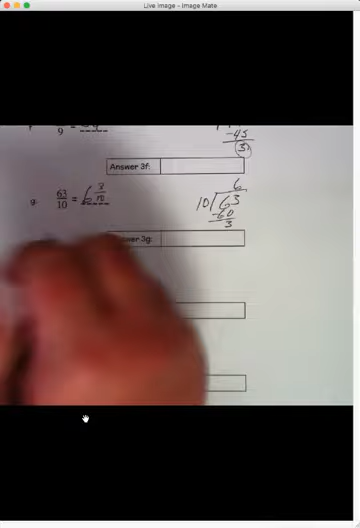 Live Image - Image Mate
9
-45
3
Answer 3f:
g. 63/10 = 6 3/10
6
10 63
-60
3
wer 3g: